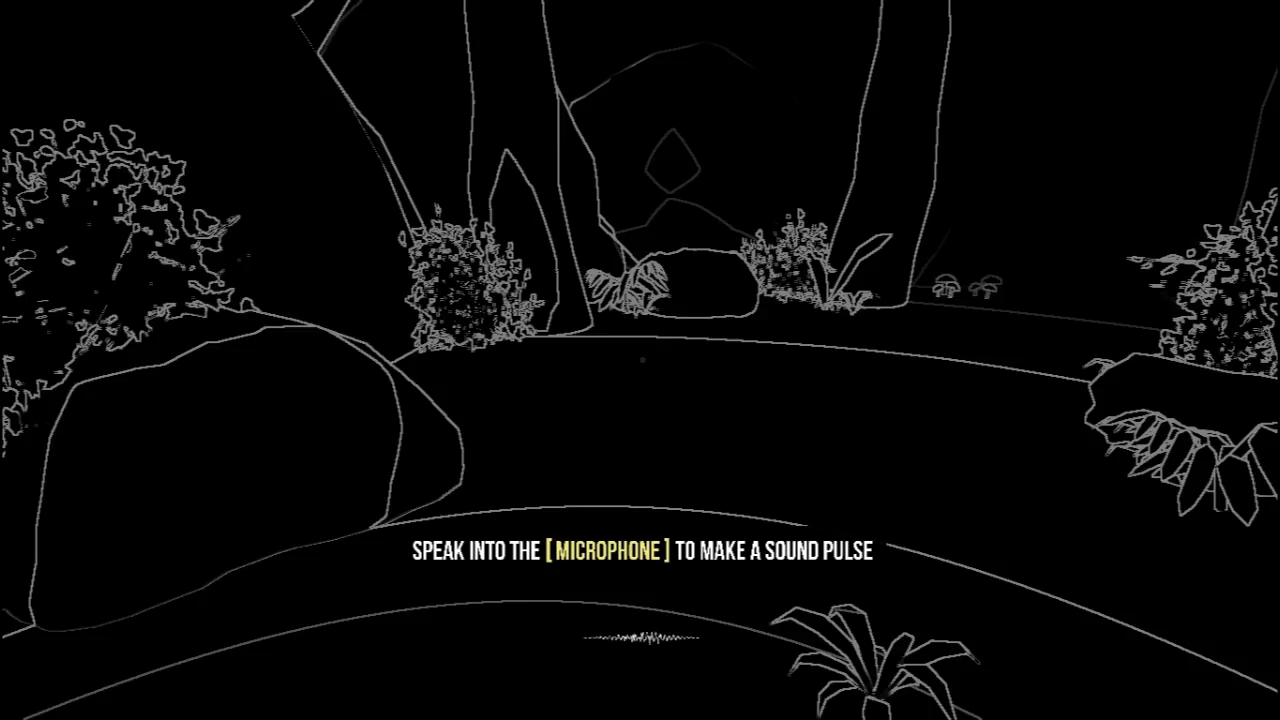 SPEAK INTO THE [ MICROPHONE ] TO MAKE A SOUND PULSE